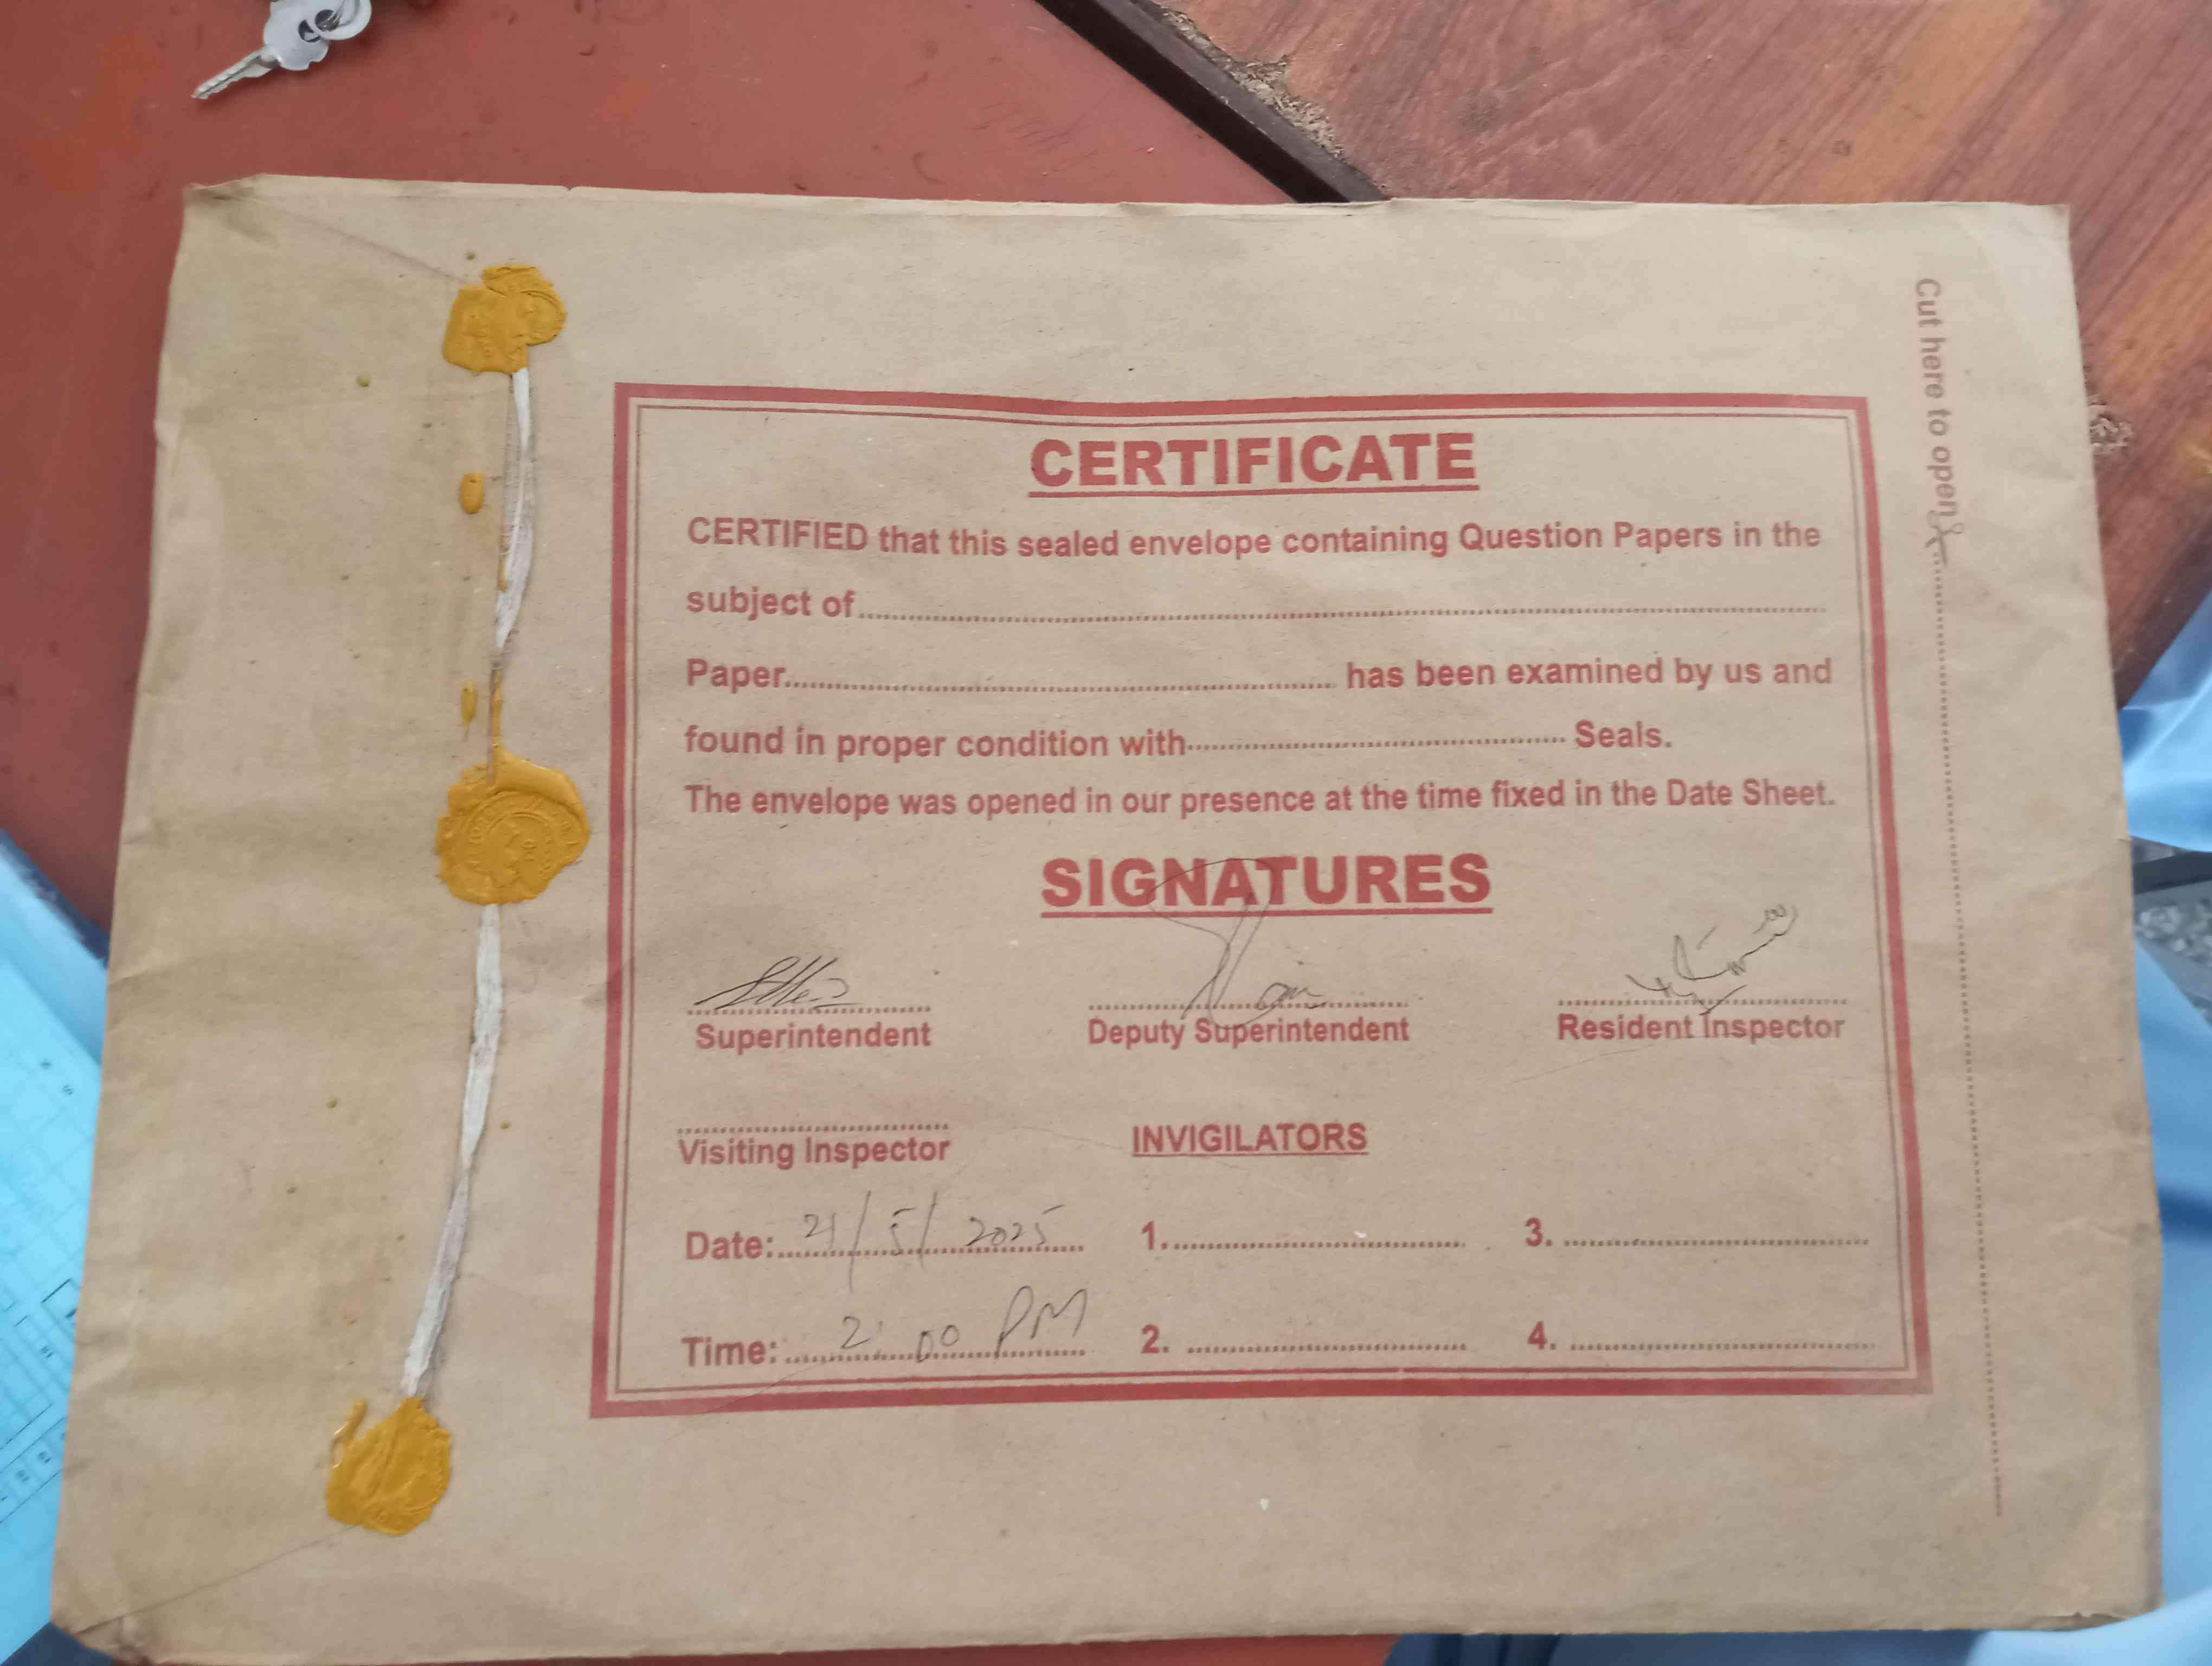 CERTIFICATE
CERTIFIED that this sealed envelope containing Question Papers in the
subject of
Paper has been examined by us and
found in proper condition with Seals.
The envelope was opened in our presence at the time fixed in the Date Sheet.
SIGNATURES
Superintendent Deputy Superintendent Resident Inspector
Visiting Inspector INVIGILATORS
Date: 21/5/2025 1. 3.
Time: 2:00 PM 2. 4.
Cut here to open